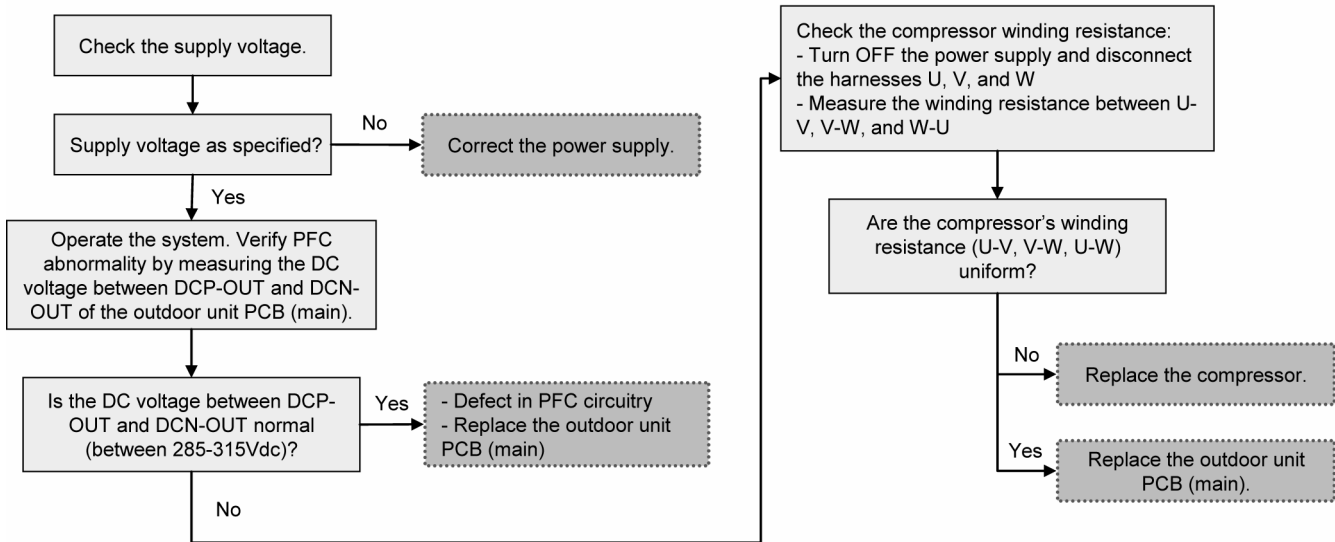 Check the supply voltage.
Supply voltage as specified?
No
Correct the power supply.
Yes
Operate the system. Verify PFC
abnormality by measuring the DC
voltage between DCP-OUT and DCN-
OUT of the outdoor unit PCB (main).
Is the DC voltage between DCP-
OUT and DCN-OUT normal
(between 285-315Vdc)?
Yes
- Defect in PFC circuitry
- Replace the outdoor unit
PCB (main)
No
Check the compressor winding resistance:
- Turn OFF the power supply and disconnect
the harnesses U, V, and W
- Measure the winding resistance between U-
V, V-W, and W-U
Are the compressor's winding
resistance (U-V, V-W, U-W)
uniform?
No
Replace the compressor.
Yes
Replace the outdoor unit
PCB (main).